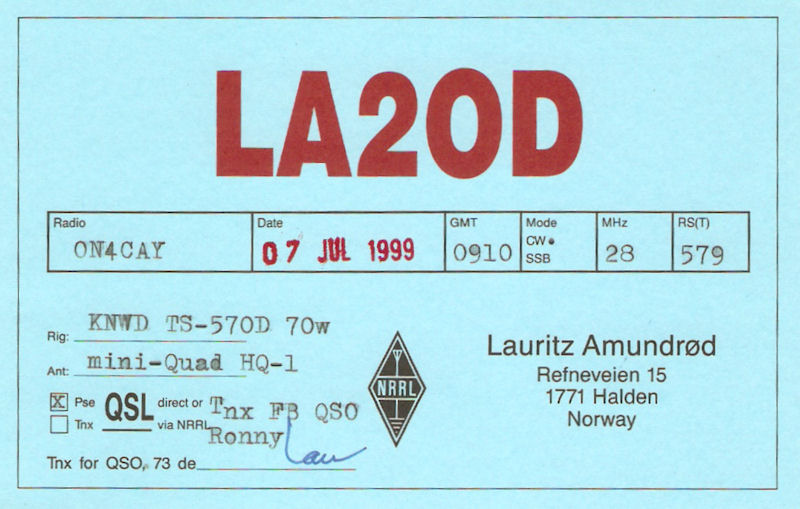 LA2OD
Radio Date GMT Mode MHz RS(T)
ON4CAY 07 JUL 1999 0910 CW• SSB 28 579
Rig: KNWD TS-570D 70w
Ant: mini-Quad HQ-1
X Pse QSL direct or Tnx FB QSO
Tnx via NRRL Ronny
Tnx for QSO, 73 de Lau
NRRL
Lauritz Amundrød
Refneveien 15
1771 Halden
Norway